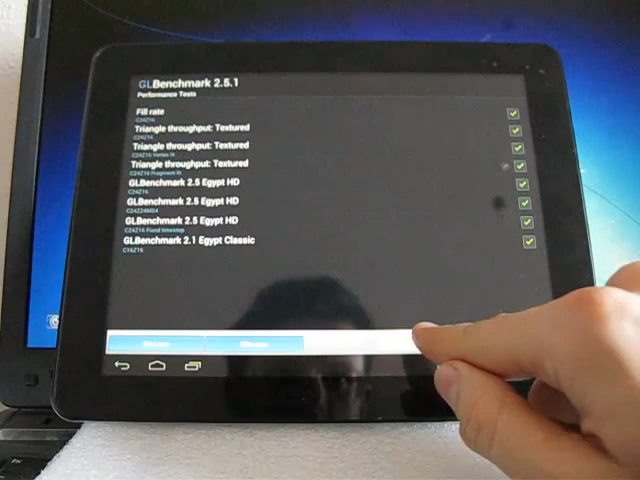 GLBenchmark 2.5.1
Performance Tests
Fill rate
C24Z16
Triangle throughput: Textured
C24Z16
Triangle throughput: Textured
C24Z16 Vertex lit
Triangle throughput: Textured
C24Z16 Fragment lit
GLBenchmark 2.5 Egypt HD
C24Z16
GLBenchmark 2.5 Egypt HD
C24Z24MS4
GLBenchmark 2.5 Egypt HD
C24Z16 Fixed timestep
GLBenchmark 2.1 Egypt Classic
C16Z16